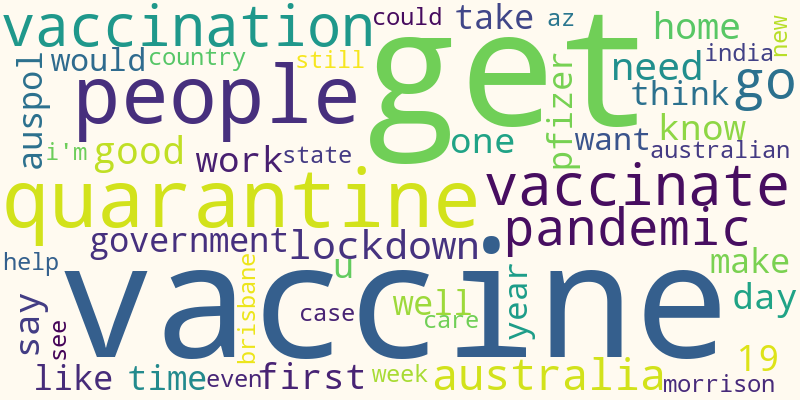 vaccination
could
take
az
home
new
would
country
still
get
need
india
auspol
people
pfizer
think
go
i'm
good
work
state
one
want
know
australian
quarantine
vaccinate
government
lockdown
pandemic
help
u
make
vaccine
brisbane
case
well
care
year
day
say
see
like
time
even
first
week
australia
19
morrison